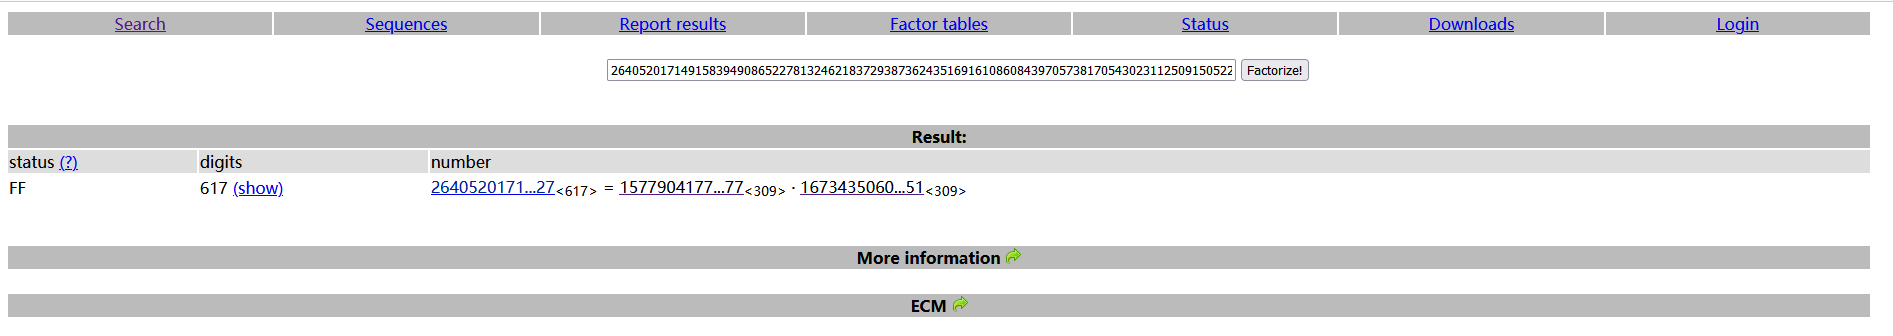 Search Sequences Report results Factor tables Status Downloads Login
26405201714915839490865227813246218372938736243516916108608439705738170543023112509150522 Factorize!
Result:
status (?) digits number
FF 617 (show) 2640520171...27<617> = 1577904177...77<309> · 1673435060...51<309>
More information
ECM